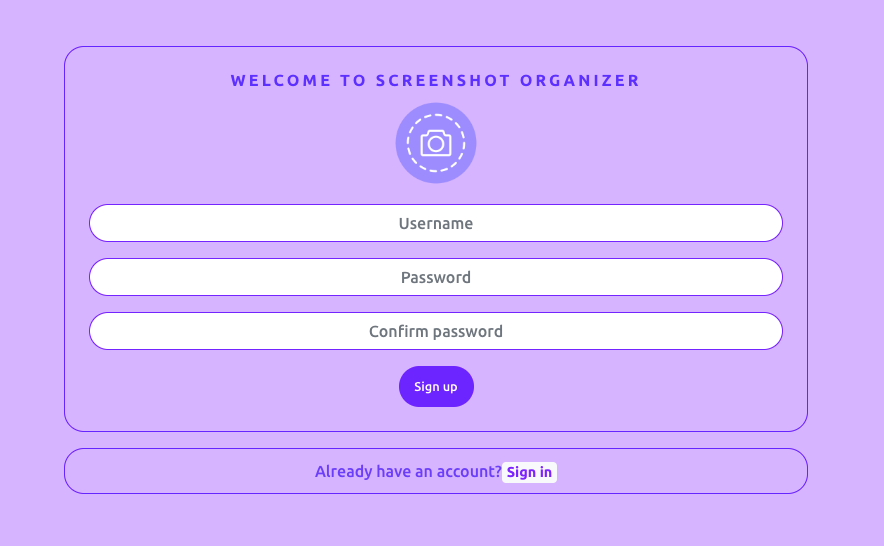 WELCOME TO SCREENSHOT ORGANIZER
Username
Password
Confirm password
Sign up
Already have an account? Sign in